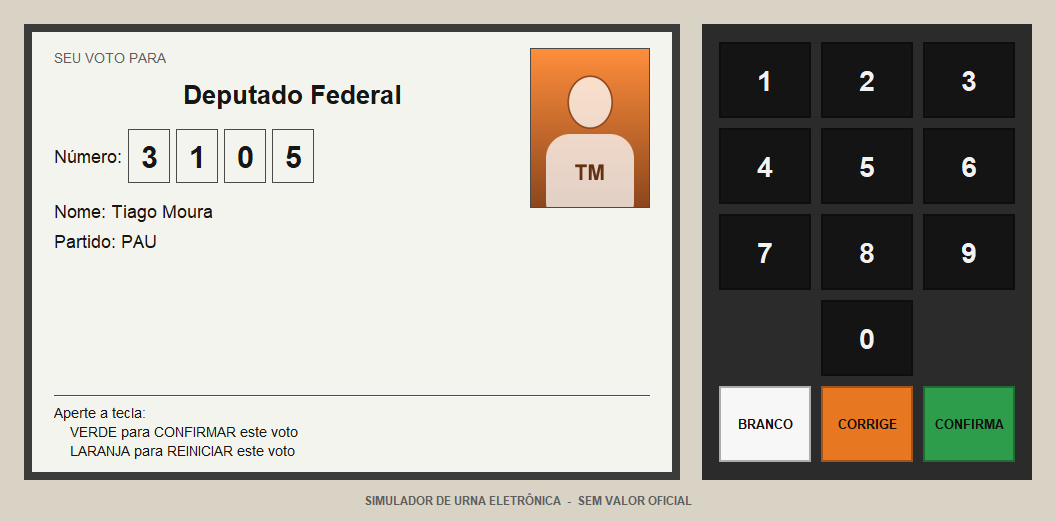 SEU VOTO PARA
Deputado Federal
Número: 3 1 0 5
Nome: Tiago Moura
Partido: PAU
TM
Aperte a tecla:
VERDE para CONFIRMAR este voto
LARANJA para REINICIAR este voto
1 2 3
4 5 6
7 8 9
0
BRANCO CORRIGE CONFIRMA
SIMULADOR DE URNA ELETRÔNICA - SEM VALOR OFICIAL